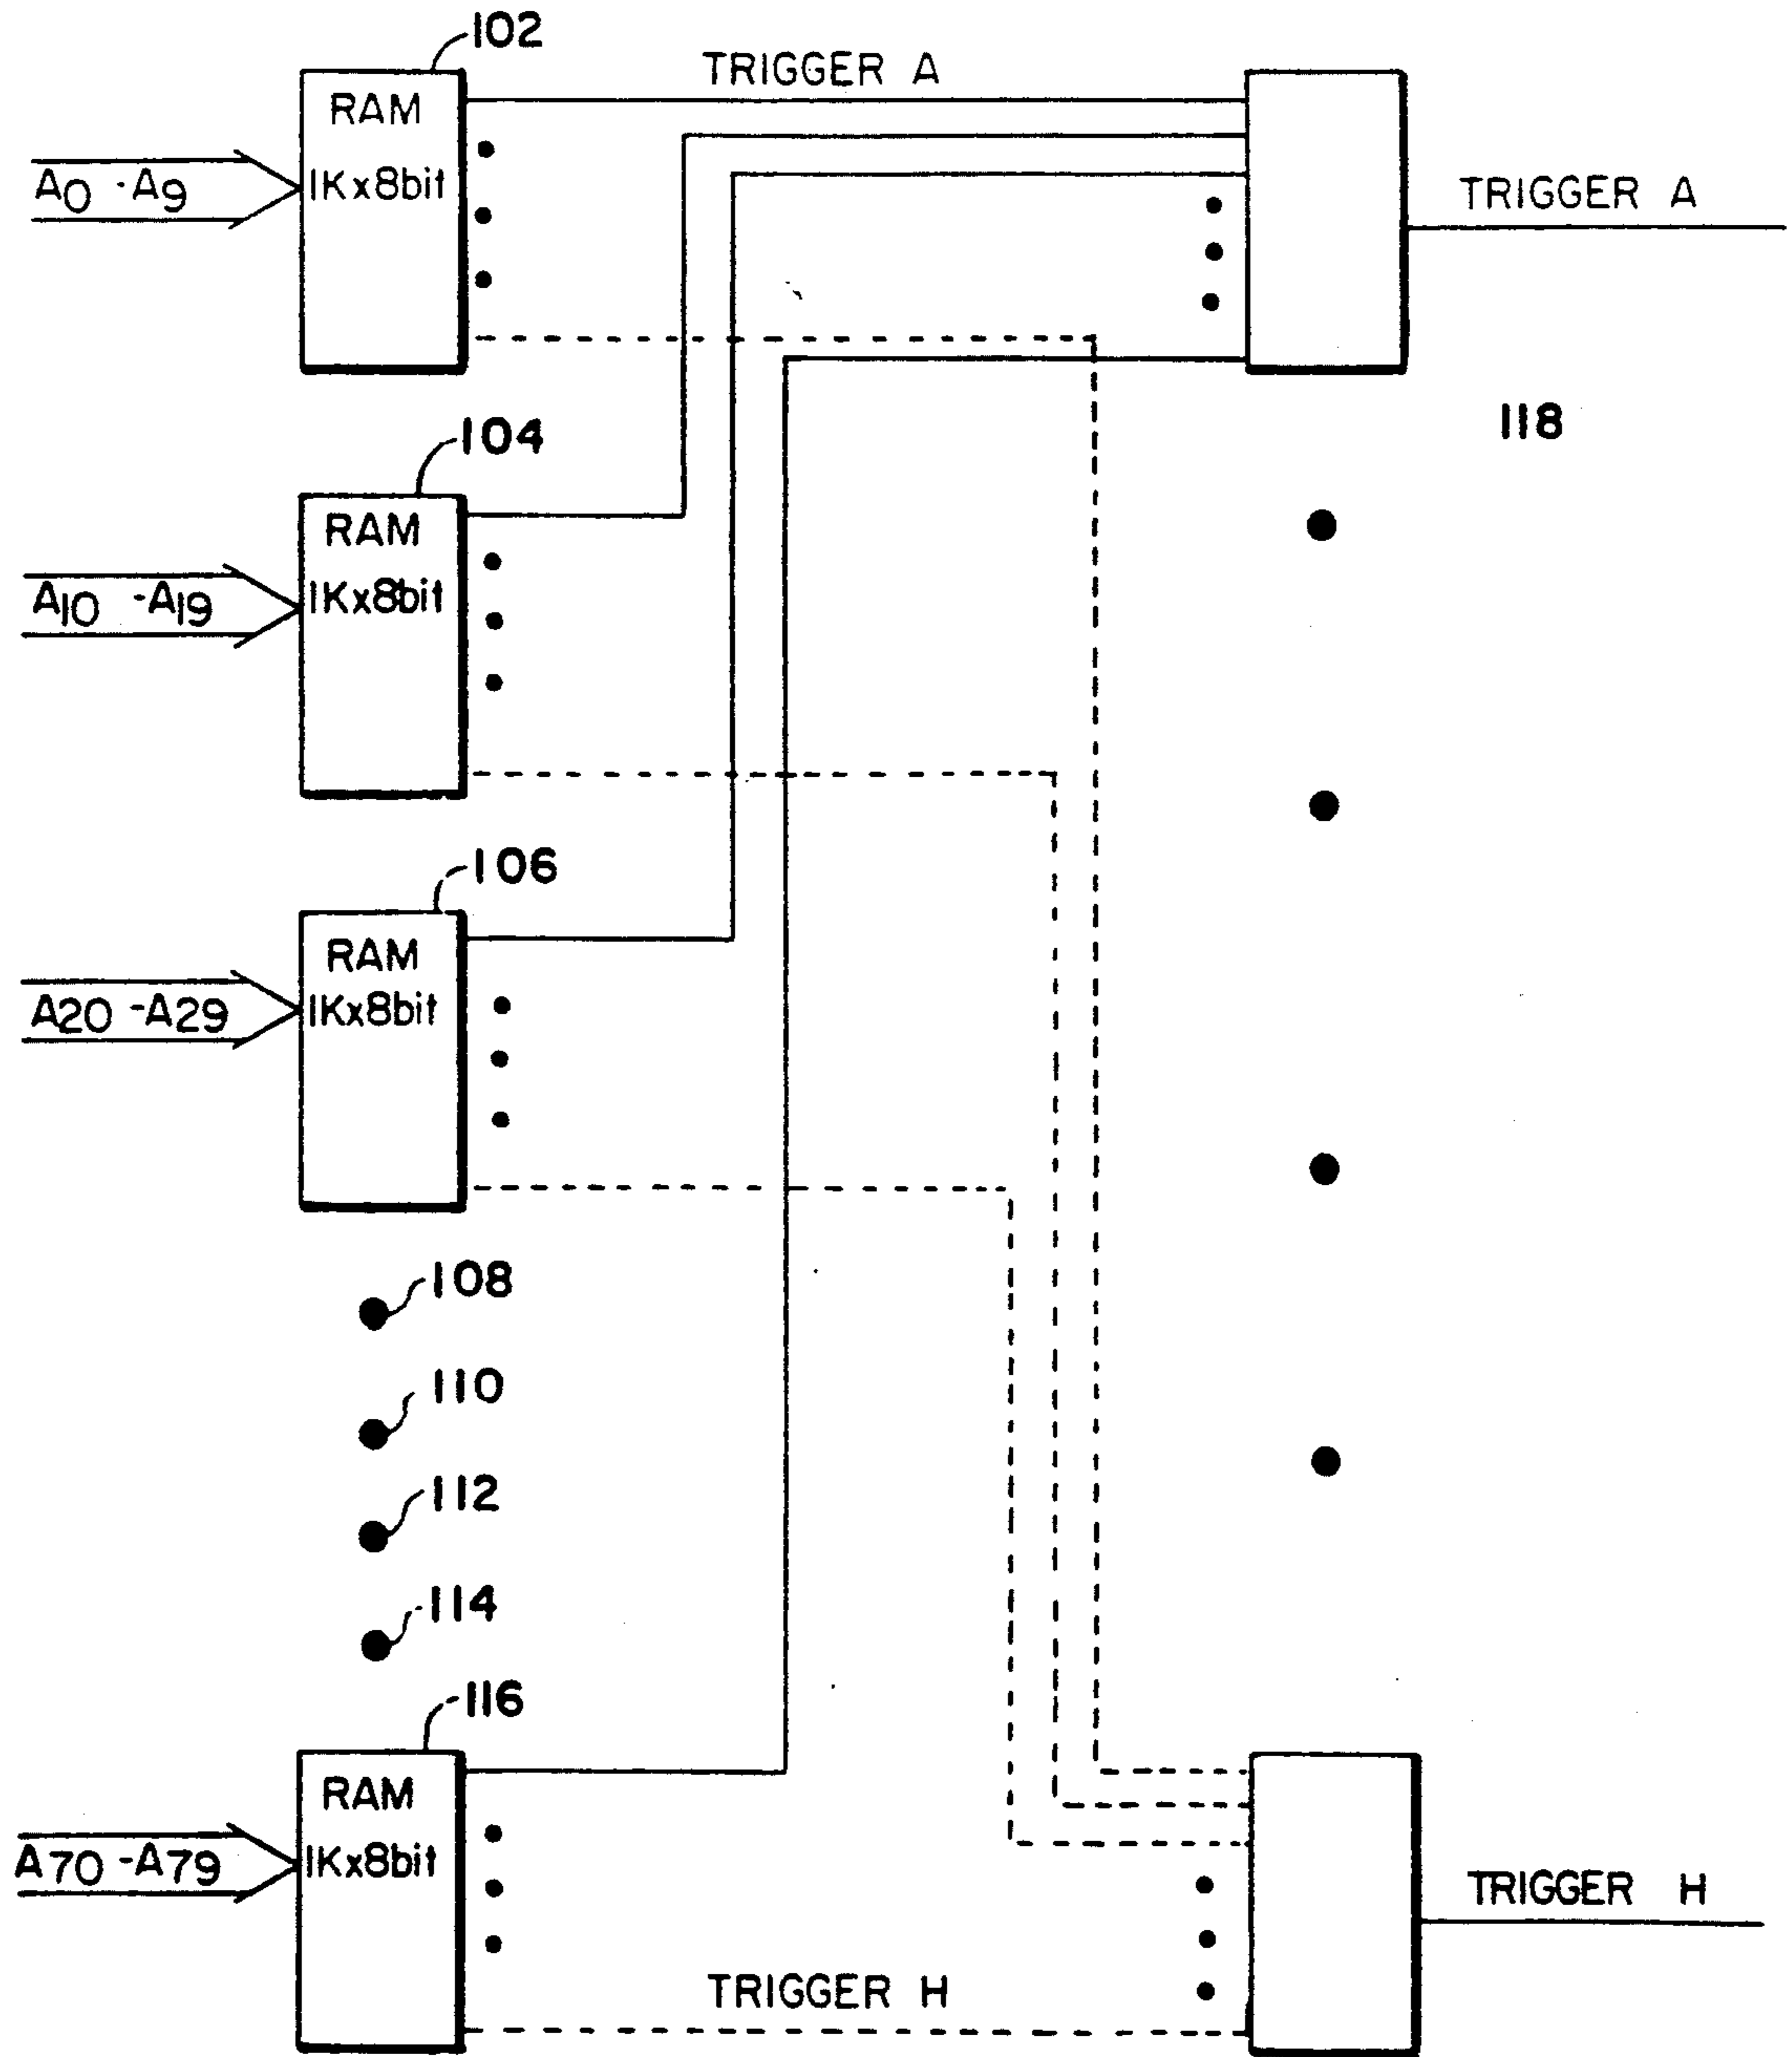 102
RAM
1Kx8bit
A0 -A9
TRIGGER A
TRIGGER A
118
104
RAM
1Kx8bit
A10 -A19
106
RAM
1Kx8bit
A20 -A29
108
110
112
114
116
RAM
1Kx8bit
A70 -A79
TRIGGER H
TRIGGER H